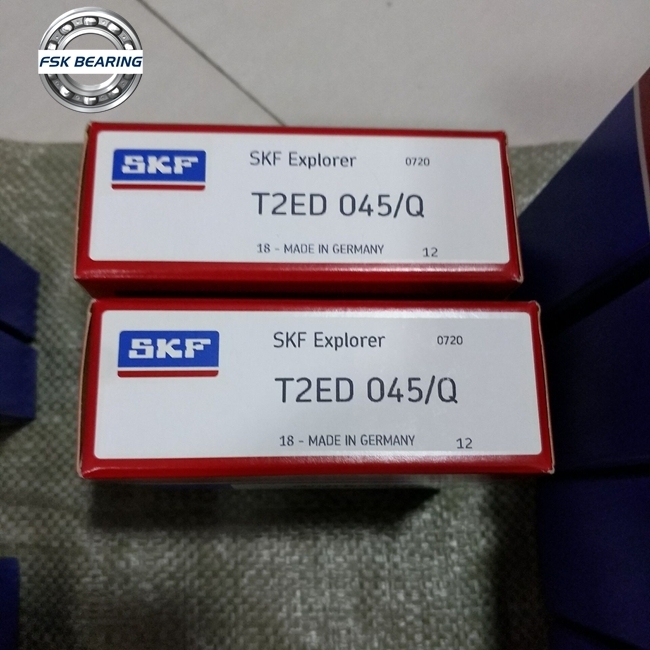 FSK BEARING
SKF
SKF Explorer 0720
T2ED 045/Q
18 - MADE IN GERMANY 12
SKF
SKF Explorer 0720
T2ED 045/Q
18 - MADE IN GERMANY 12